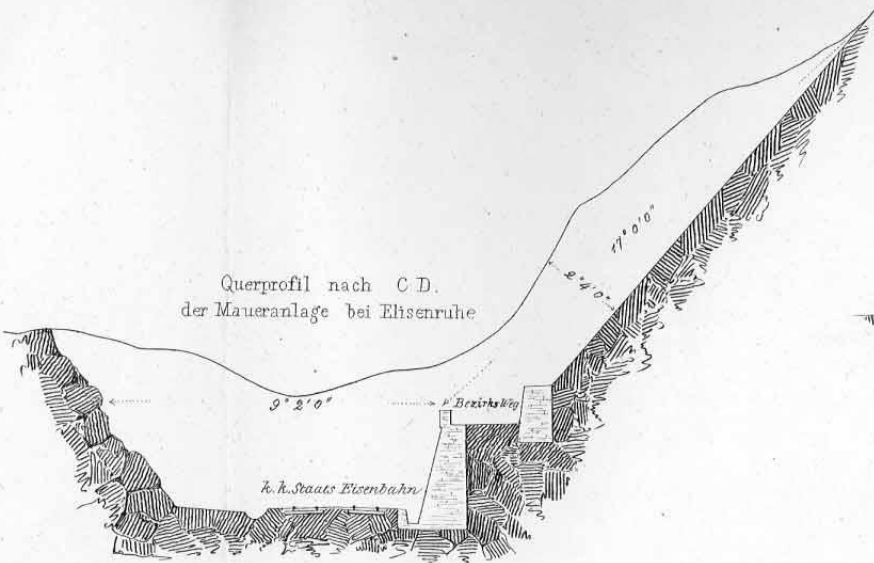 Querprofil nach C D.
der Maueranlage bei Elisenruhe
17° 0' 0"
2° 4' 0"
9° 2' 0"
Bezirks Weg
k. k. Staats Eisenbahn